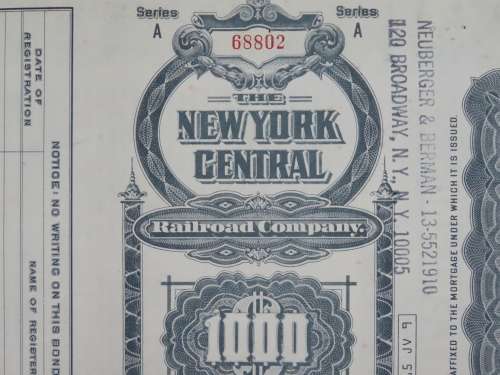 Series
A
68802
Series
A
THE
NEW YORK
CENTRAL
Railroad Company.
1000
DATE OF
REGISTRATION
NOTICE: NO WRITING ON THIS BOND
NAME OF REGISTER
NEUBERGER & BERMAN - 13-5521910
120 BROADWAY, N. Y. N. Y. 10005
AFFIXED TO THE MORTGAGE UNDER WHICH IT IS ISSUED.